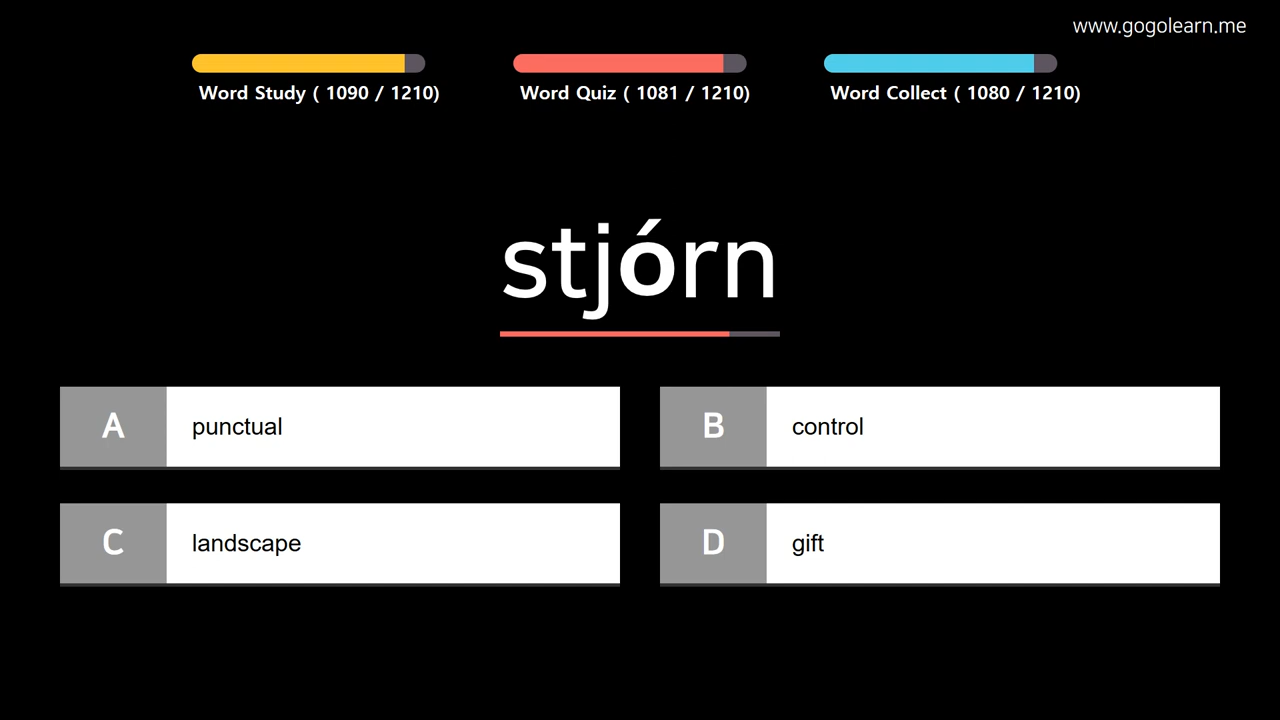 www.gogolearn.me
Word Study ( 1090 / 1210)
Word Quiz ( 1081 / 1210)
Word Collect ( 1080 / 1210)
stjórn
A punctual
B control
C landscape
D gift